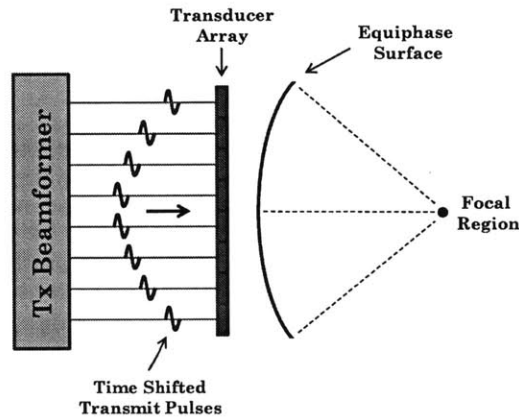 Transducer
Array
Equiphase
Surface
Tx Beamformer
Focal
Region
Time Shifted
Transmit Pulses